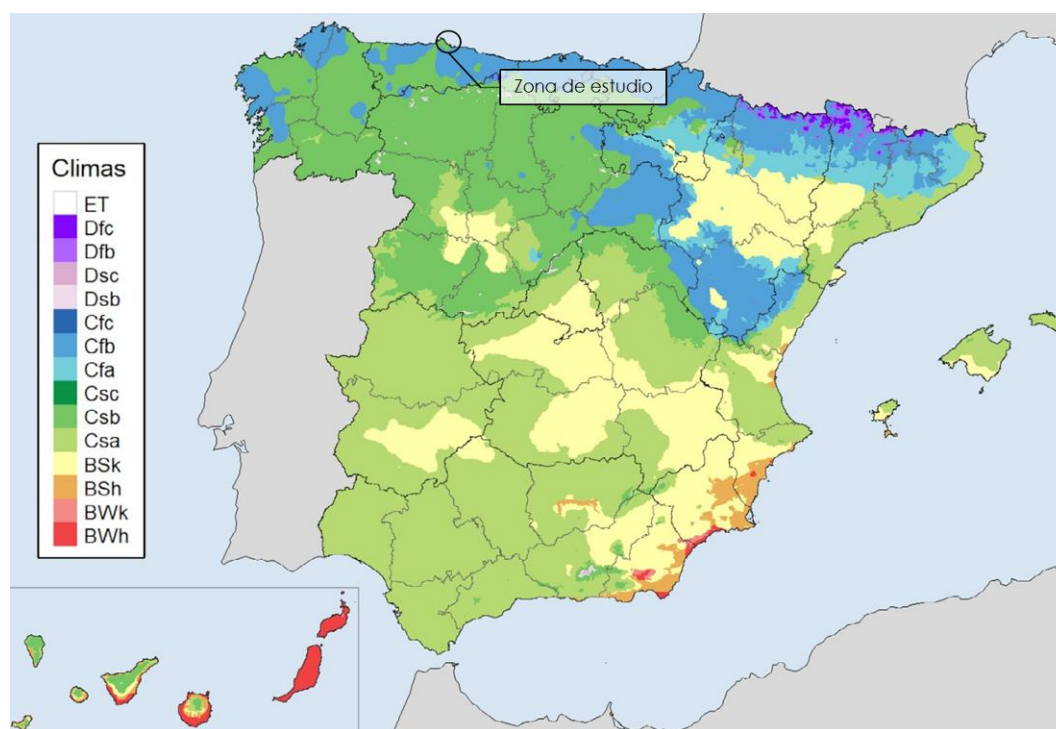 Zona de estudio
Climas
ET
Dfc
Dfb
Dsc
Dsb
Cfc
Cfb
Cfa
Csc
Csb
Csa
BSk
BSh
BWk
BWh